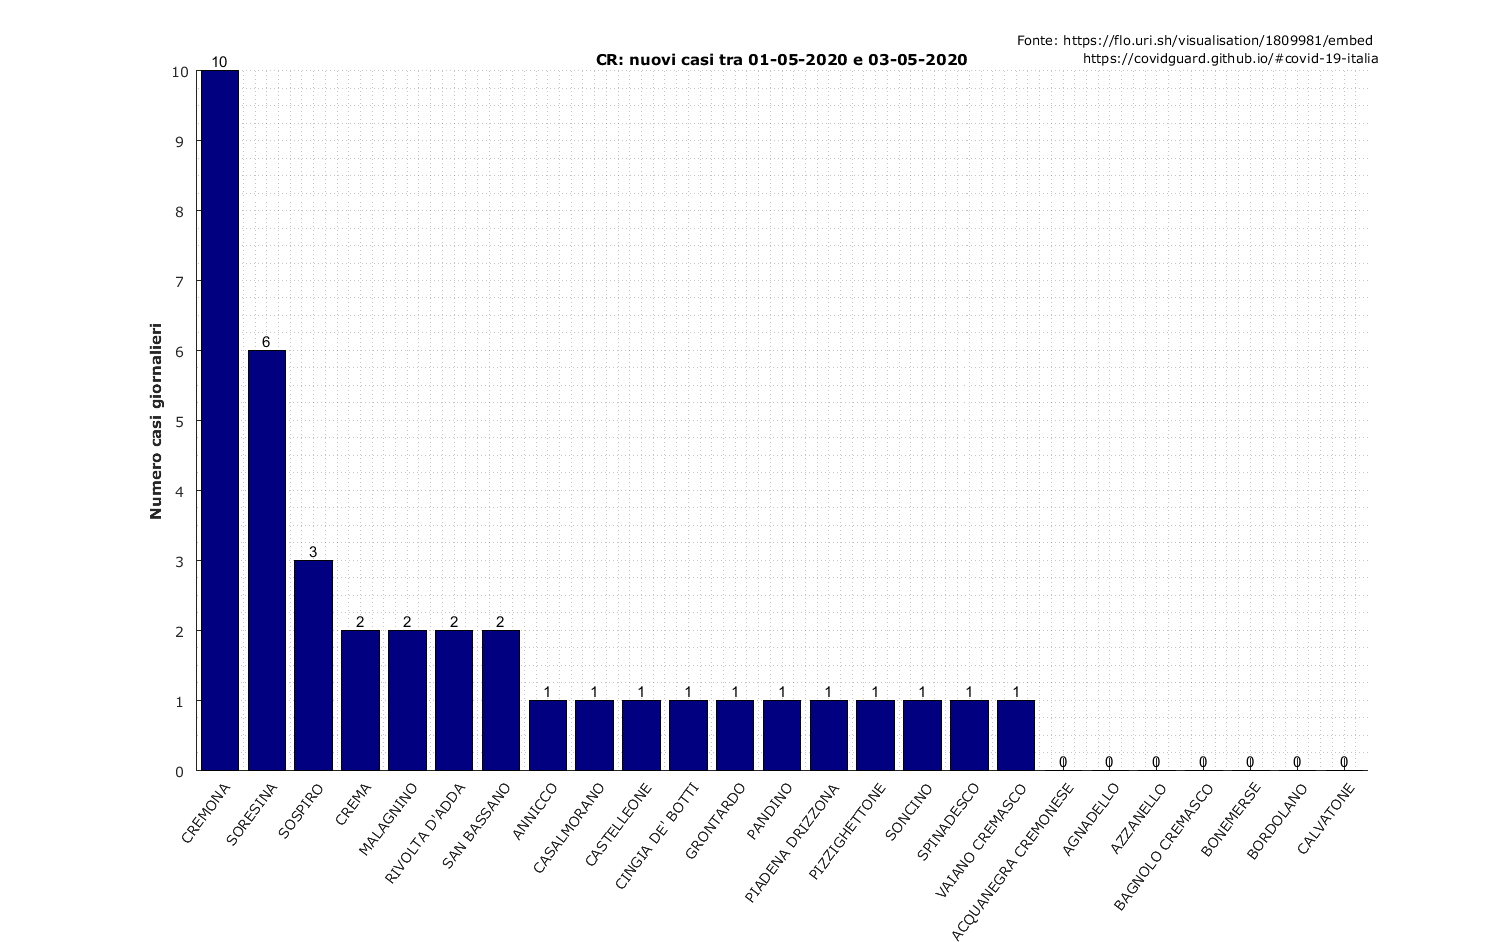 Fonte: https://flo.uri.sh/visualisation/1809981/embed
https://covidguard.github.io/#covid-19-italia
CR: nuovi casi tra 01-05-2020 e 03-05-2020
Numero casi giornalieri
10
9
8
7
6
5
4
3
2
1
0
10
6
3
2
2
2
2
1
1
1
1
1
1
1
1
1
1
1
0
0
0
0
0
0
0
CREMONA
SORESINA
SOSPIRO
CREMA
MALAGNINO
RIVOLTA D'ADDA
SAN BASSANO
ANNICCO
CASALMORANO
CASTELLEONE
CINGIA DE' BOTTI
GRONTARDO
PANDINO
PIADENA DRIZZONA
PIZZIGHETTONE
SONCINO
SPINADESCO
VAIANO CREMASCO
ACQUANEGRA CREMONESE
AGNADELLO
AZZANELLO
BAGNOLO CREMASCO
BONEMERSE
BORDOLANO
CALVATONE